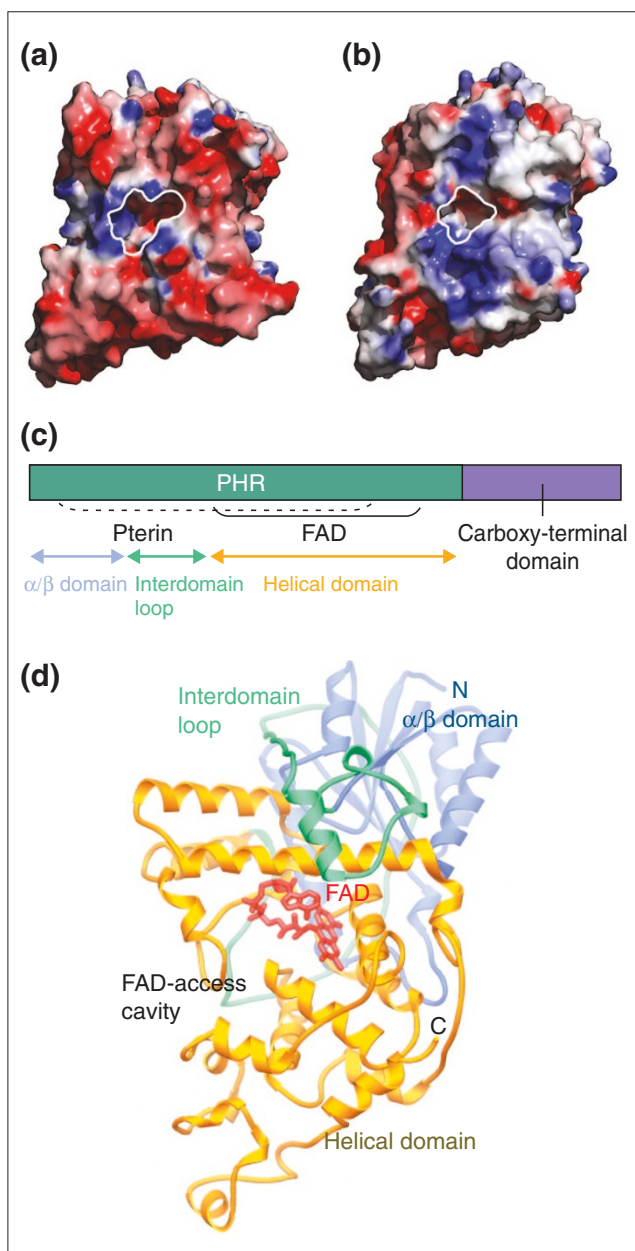 (a)
(b)
(c)
PHR
Pterin
FAD
Carboxy-terminal
domain
α/β domain
Interdomain
loop
Helical domain
(d)
Interdomain
loop
N
α/β domain
FAD
FAD-access
cavity
C
Helical domain